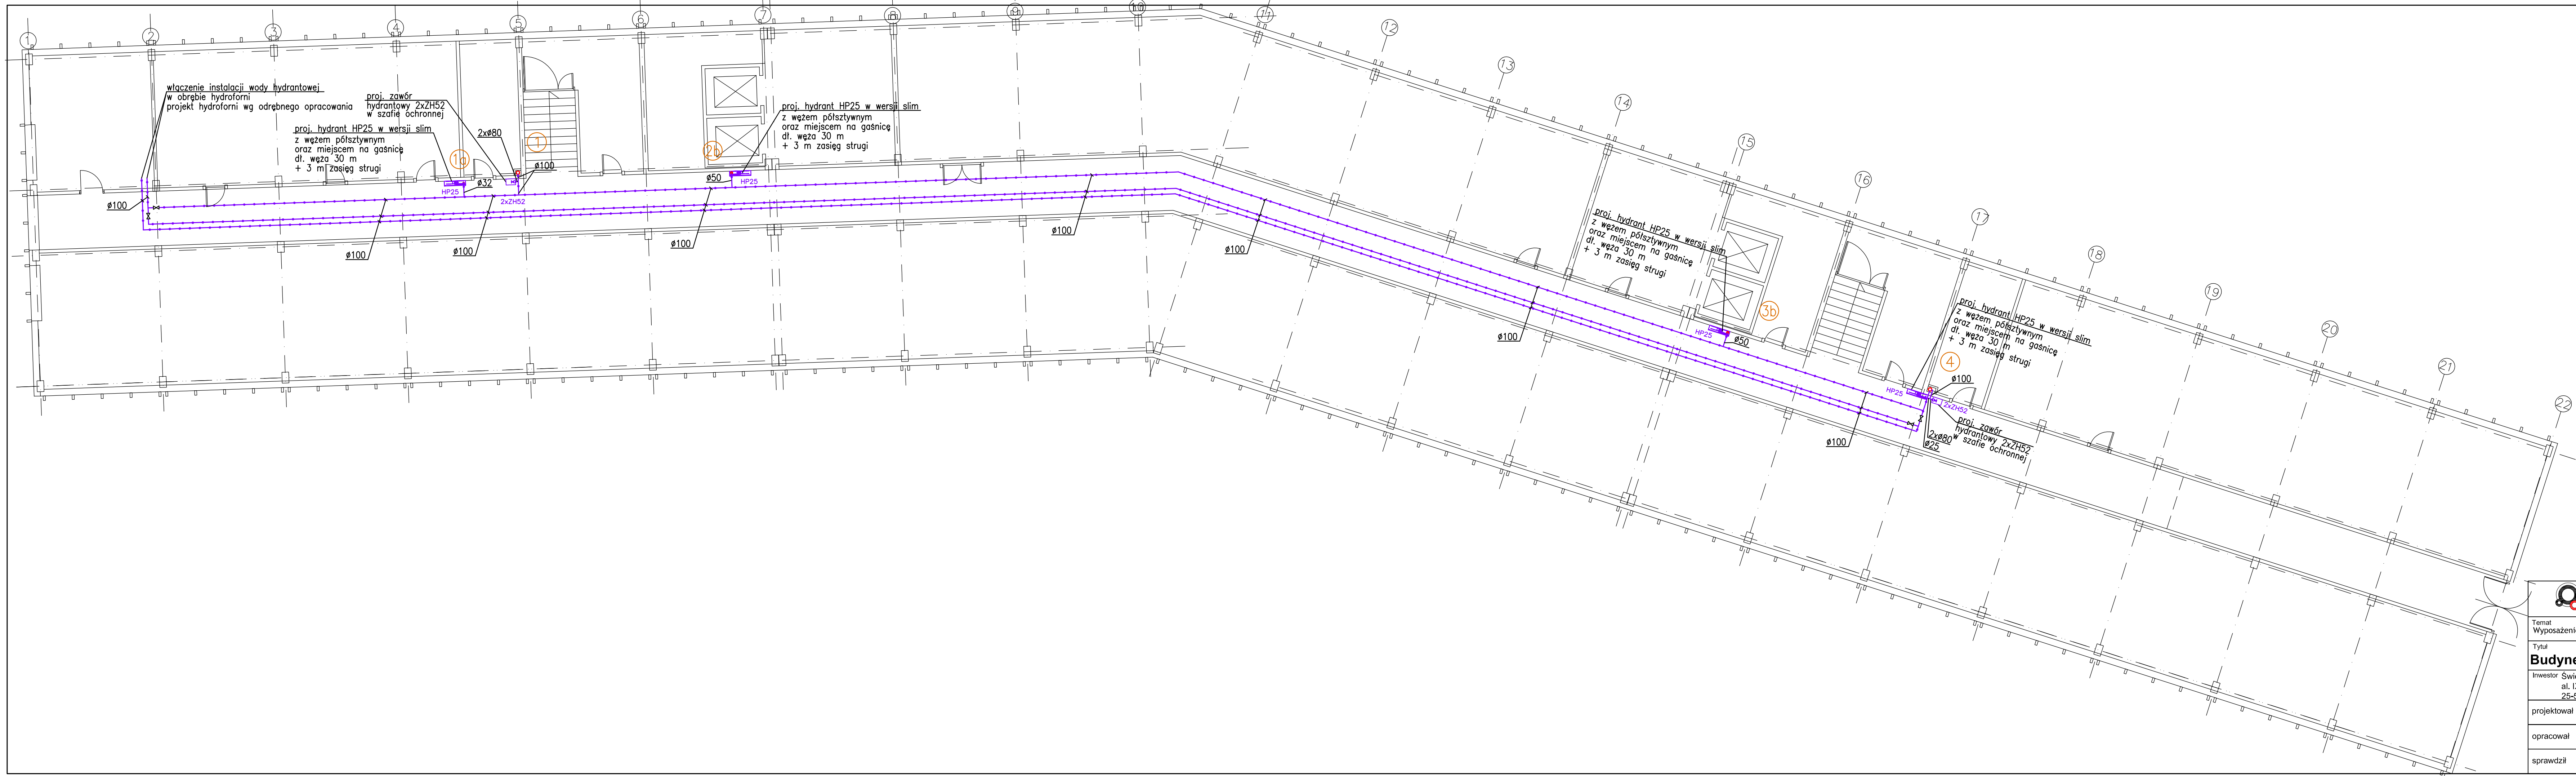 1
2
3
4
5
6
7
8
9
10
11
12
13
14
15
16
17
18
19
20
21
22
włączenie instalacji wody hydrantowej
w obrębie hydroforni
projekt hydroforni wg odrębnego opracowania
proj. zawór
hydrantowy 2xZH52
w szafie ochronnej
proj. hydrant HP25 w wersji slim
z wężem półsztywnym
oraz miejscem na gaśnicę
dł. węża 30 m
+ 3 m zasięg strugi
2xø80
1
1a
ø100
HP25
ø32
2xZH52
ø100
ø100
ø100
proj. hydrant HP25 w wersji slim
z wężem półsztywnym
oraz miejscem na gaśnicę
dł. węża 30 m
+ 3 m zasięg strugi
2b
ø50
HP25
ø100
ø100
ø100
proj. hydrant HP25 w wersji slim
z wężem półsztywnym
oraz miejscem na gaśnicę
dł. węża 30 m
+ 3 m zasięg strugi
3b
HP25
ø50
ø100
proj. hydrant HP25 w wersji slim
z wężem półsztywnym
oraz miejscem na gaśnicę
dł. węża 30 m
+ 3 m zasięg strugi
4
ø100
HP25
2xZH52
proj. zawór
hydrantowy 2xZH52
w szafie ochronnej
2xø80
ø25
ø100
Temat
Tytuł
Inwestor
25-5
projektował
opracował
sprawdził